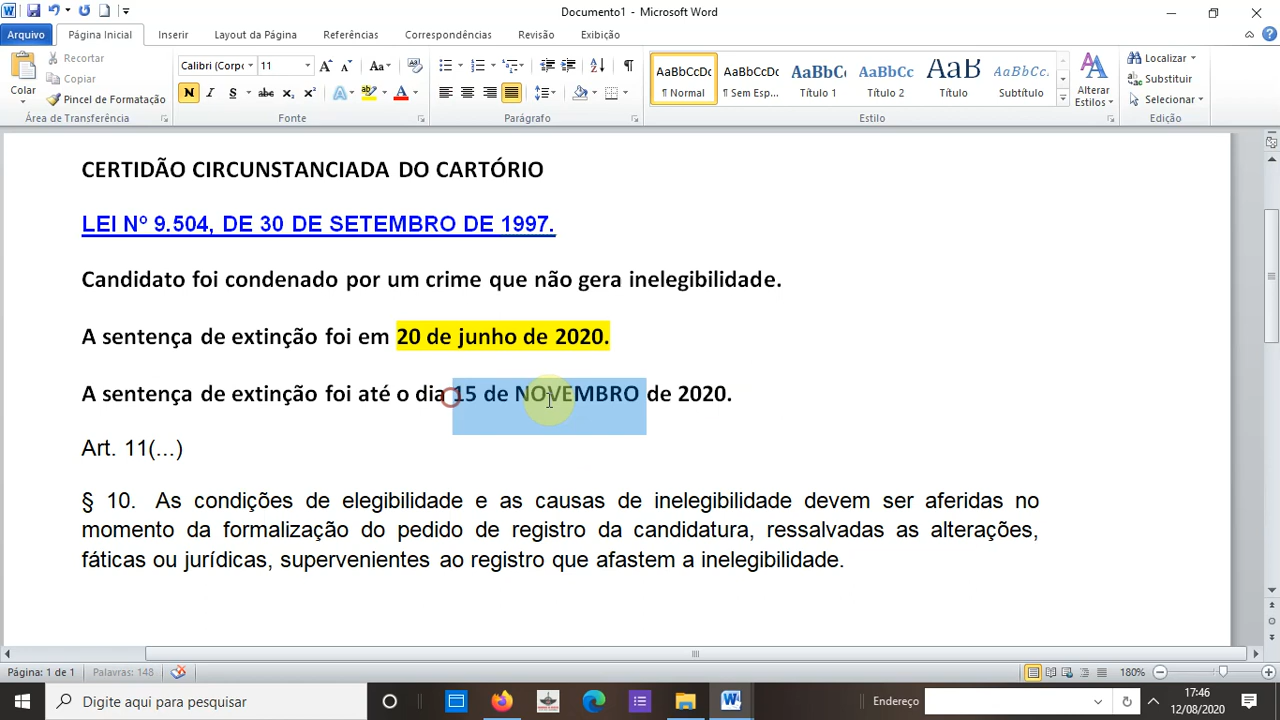 Documento1 - Microsoft Word
Arquivo
Página Inicial
Inserir
Layout da Página
Referências
Correspondências
Revisão
Exibição
Colar
Recortar
Copiar
Pincel de Formatação
Área de Transferência
Calibri (Corpo
11
Aa
N I S abc x₂ x²
Fonte
Parágrafo
AaBbCcDc
¶ Normal
AaBbCcDc
¶ Sem Esp...
AaBbC
Título 1
AaBbCc
Título 2
AaB
Título
AaBbCc.
Subtítulo
Alterar
Estilos
Estilo
Localizar
Substituir
Selecionar
Edição
CERTIDÃO CIRCUNSTANCIADA DO CARTÓRIO
LEI Nº 9.504, DE 30 DE SETEMBRO DE 1997.
Candidato foi condenado por um crime que não gera inelegibilidade.
A sentença de extinção foi em 20 de junho de 2020.
A sentença de extinção foi até o dia 15 de NOVEMBRO de 2020.
Art. 11(...)
§ 10. As condições de elegibilidade e as causas de inelegibilidade devem ser aferidas no
momento da formalização do pedido de registro da candidatura, ressalvadas as alterações,
fáticas ou jurídicas, supervenientes ao registro que afastem a inelegibilidade.
Página: 1 de 1
Palavras: 148
180%
Digite aqui para pesquisar
Endereço
17:46
12/08/2020